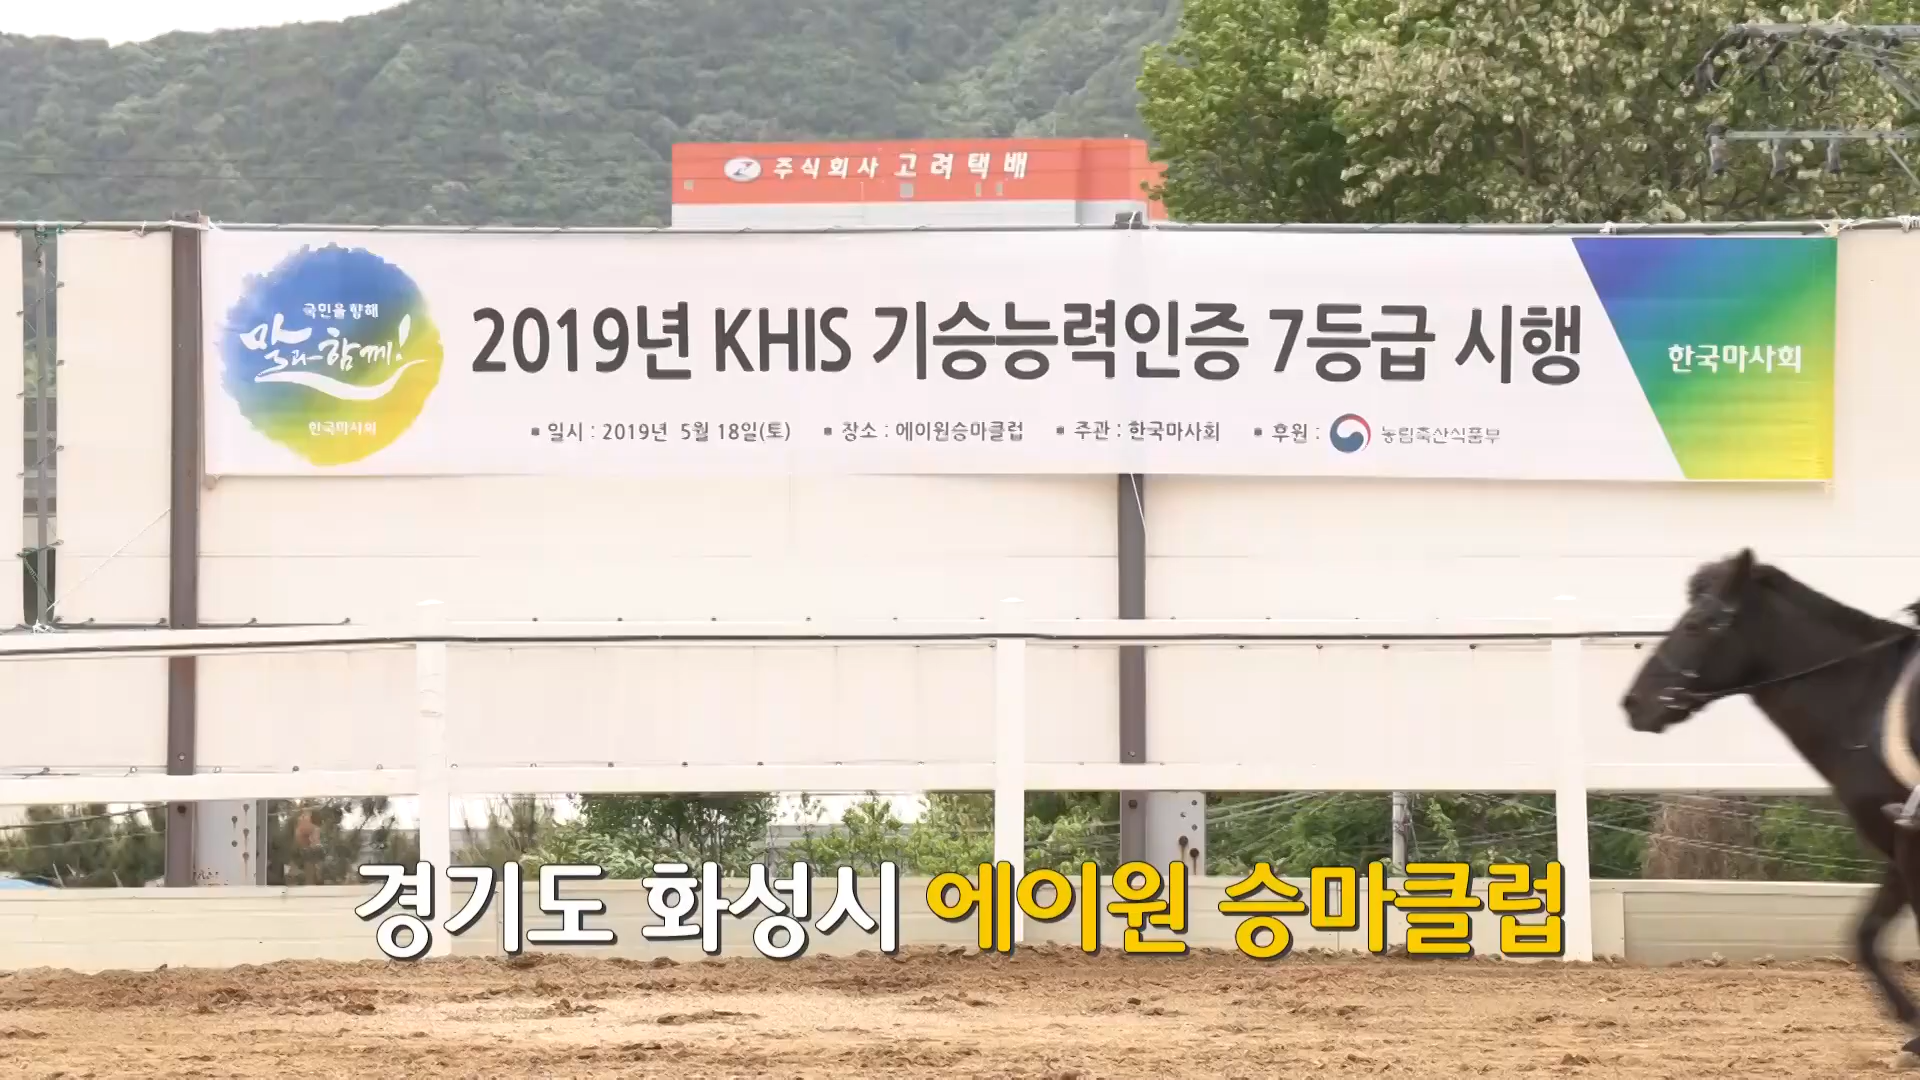 주식회사 고려택배
국민을 향해
말과 함께!
한국마사회
2019년 KHIS 기승능력인증 7등급 시행
한국마사회
▪ 일시 : 2019년 5월 18일(토) ▪ 장소 : 에이원승마클럽 ▪ 주관 : 한국마사회 ▪ 후원 : 농림축산식품부
경기도 화성시 에이원 승마클럽